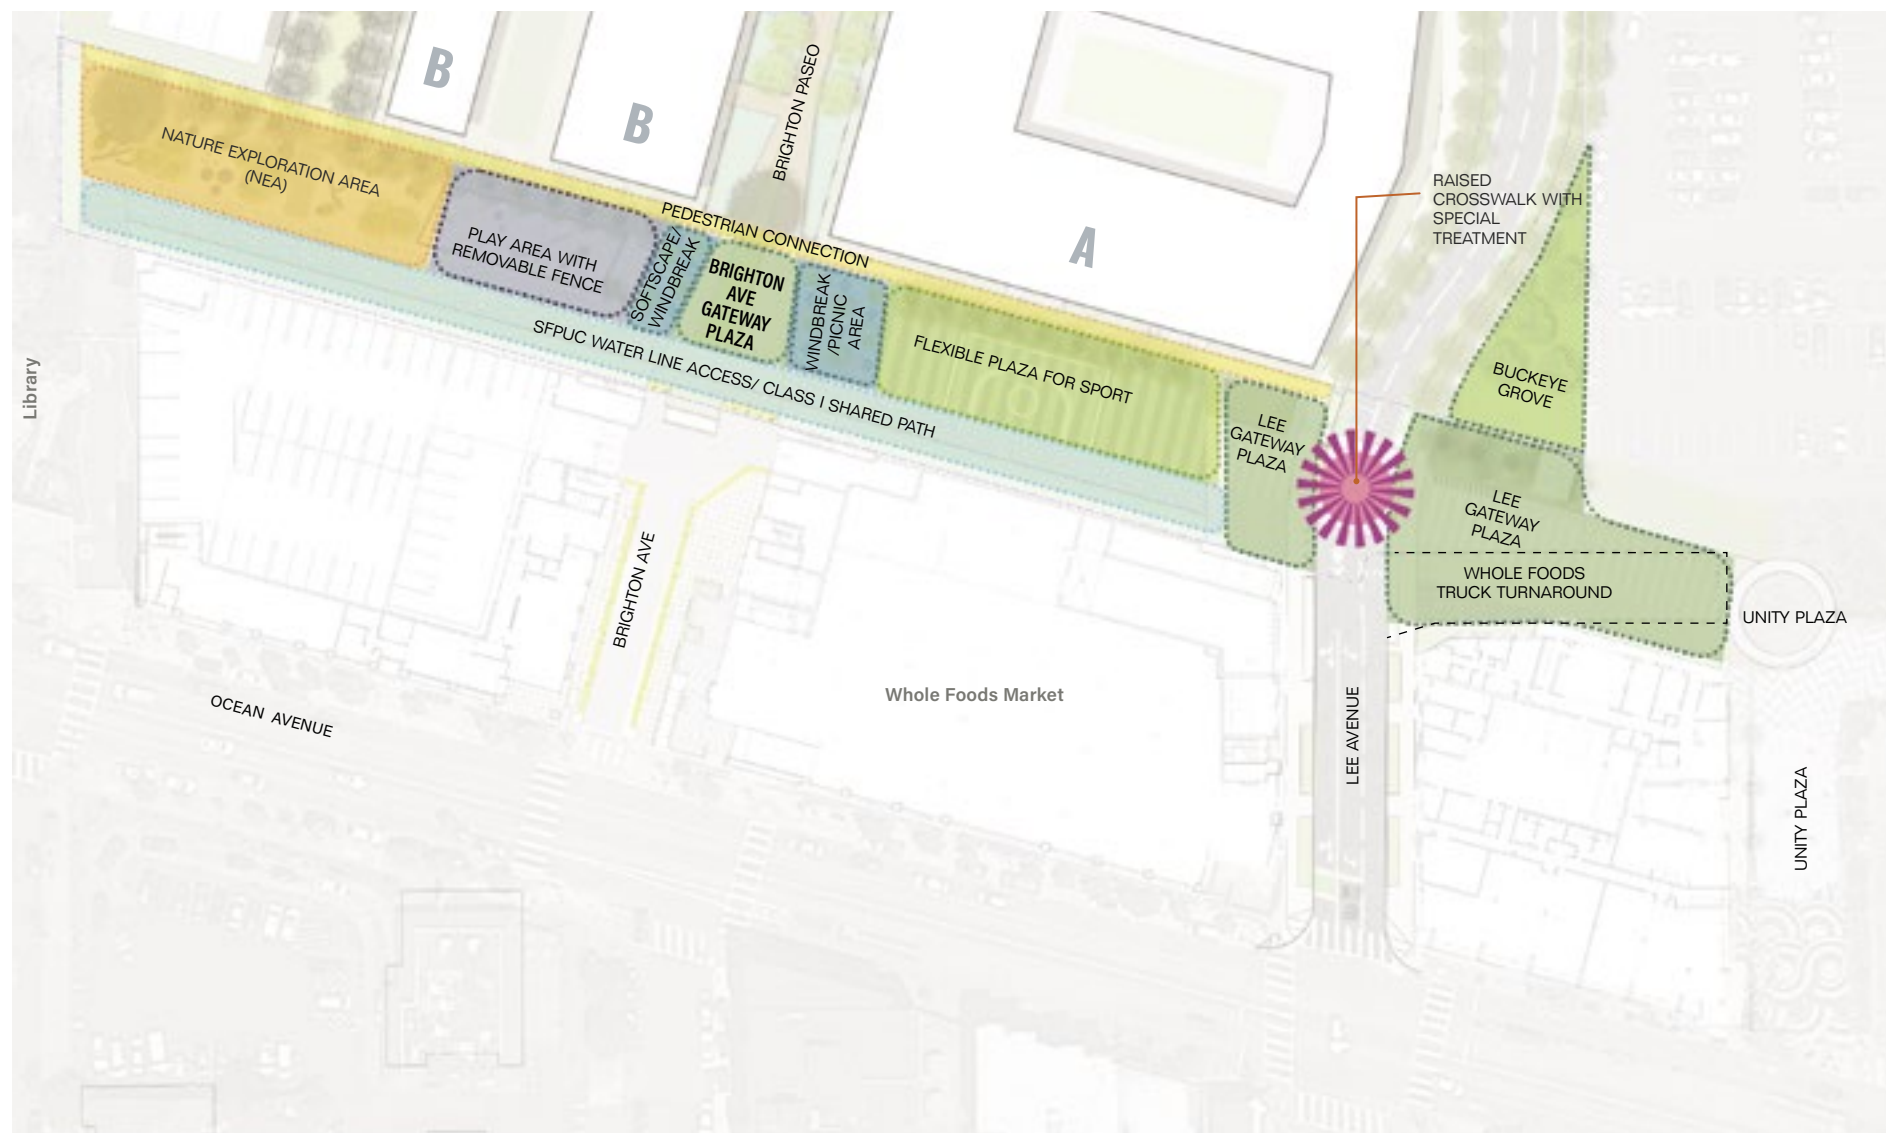 B
B
BRIGHTON PASEO
A
NATURE EXPLORATION AREA
(NEA)
PLAY AREA WITH
REMOVABLE FENCE
SOFTSCAPE/
WINDBREAK
PEDESTRIAN CONNECTION
BRIGHTON
AVE
GATEWAY
PLAZA
WINDBREAK
/PICNIC
AREA
FLEXIBLE PLAZA FOR SPORT
SFPUC WATER LINE ACCESS/ CLASS I SHARED PATH
LEE
GATEWAY
PLAZA
RAISED
CROSSWALK WITH
SPECIAL
TREATMENT
BUCKEYE
GROVE
LEE
GATEWAY
PLAZA
WHOLE FOODS
TRUCK TURNAROUND
UNITY PLAZA
Library
BRIGHTON AVE
Whole Foods Market
OCEAN AVENUE
LEE AVENUE
UNITY PLAZA